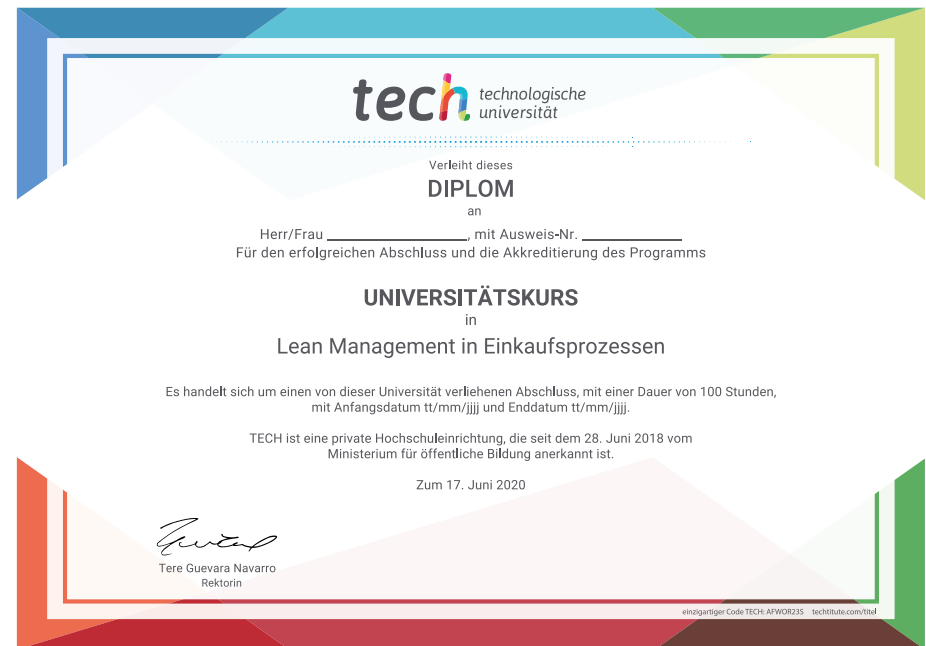 tech technologische
universität
Verleiht dieses
DIPLOM
an
Herr/Frau ____________, mit Ausweis-Nr. ____________
Für den erfolgreichen Abschluss und die Akkreditierung des Programms
UNIVERSITÄTSKURS
in
Lean Management in Einkaufsprozessen
Es handelt sich um einen von dieser Universität verliehenen Abschluss, mit einer Dauer von 100 Stunden,
mit Anfangsdatum tt/mm/jjjj und Enddatum tt/mm/jjjj.
TECH ist eine private Hochschuleinrichtung, die seit dem 28. Juni 2018 vom
Ministerium für öffentliche Bildung anerkannt ist.
Zum 17. Juni 2020
Tere Guevara Navarro
Rektorin
einzigartiger Code TECH: AFWOR23S techtitute.com/titel